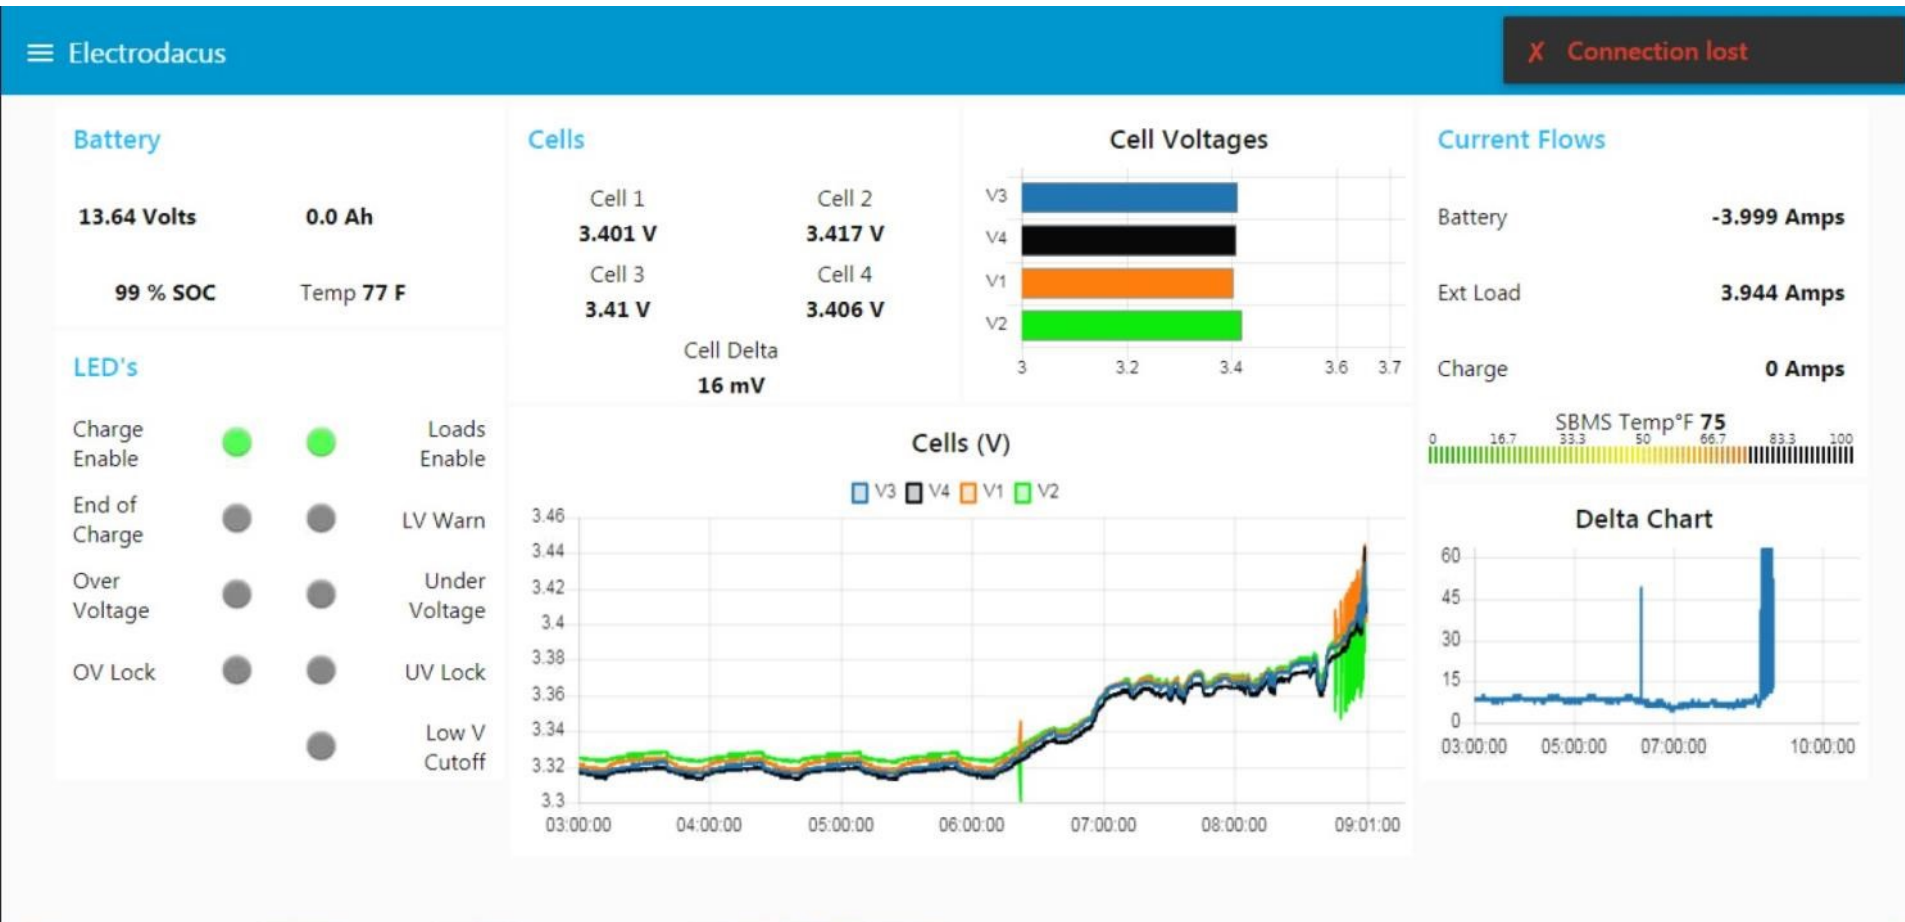 Electrodacus
✗ Connection lost
Battery
13.64 Volts
0.0 Ah
99 % SOC
Temp 77 F
LED's
Charge Enable
Loads Enable
End of Charge
LV Warn
Over Voltage
Under Voltage
OV Lock
UV Lock
Low V Cutoff
Cells
Cell 1
Cell 2
3.401 V
3.417 V
Cell 3
Cell 4
3.41 V
3.406 V
Cell Delta
16 mV
Cell Voltages
V3
V4
V1
V2
3 3.2 3.4 3.6 3.7
Cells (V)
V3 V4 V1 V2
3.46
3.44
3.42
3.4
3.38
3.36
3.34
3.32
3.3
03:00:00 04:00:00 05:00:00 06:00:00 07:00:00 08:00:00 09:01:00
Current Flows
Battery -3.999 Amps
Ext Load 3.944 Amps
Charge 0 Amps
SBMS Temp°F 75
0 16.7 33.3 50 66.7 83.3 100
Delta Chart
60
45
30
15
0
03:00:00 05:00:00 07:00:00 10:00:00